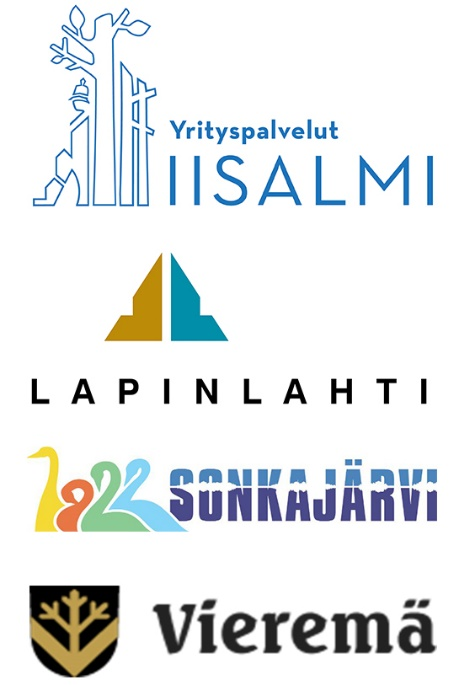 Yrityspalvelut
IISALMI
LAPINLAHTI
SONKAJÄRVI
Vieremä